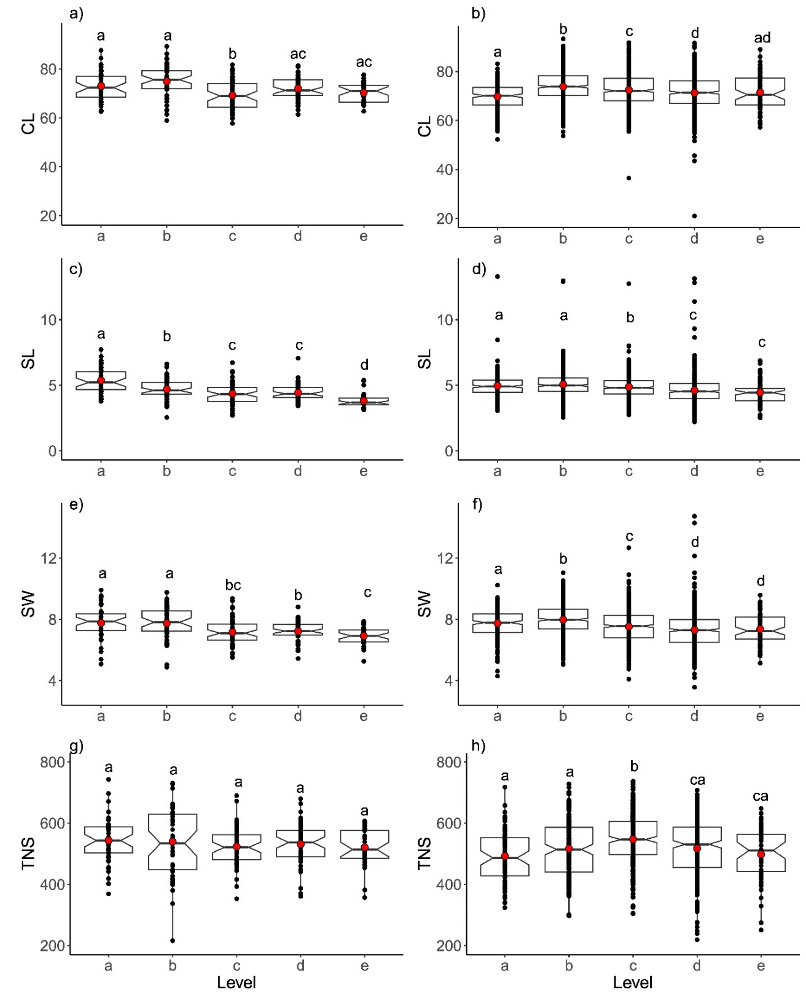 a)
a a b ac ac
80
60
40
20
CL
a b c d e
b)
a b c d ad
80
60
40
20
CL
a b c d e
c)
a b c c d
10
5
0
SL
a b c d e
d)
a a b c c
10
5
0
SL
a b c d e
e)
a a bc b c
12
8
4
SW
a b c d e
f)
a b c d d
12
8
4
SW
a b c d e
g)
a a a a a
800
600
400
200
TNS
a b c d e
Level
h)
a a b ca ca
800
600
400
200
TNS
a b c d e
Level